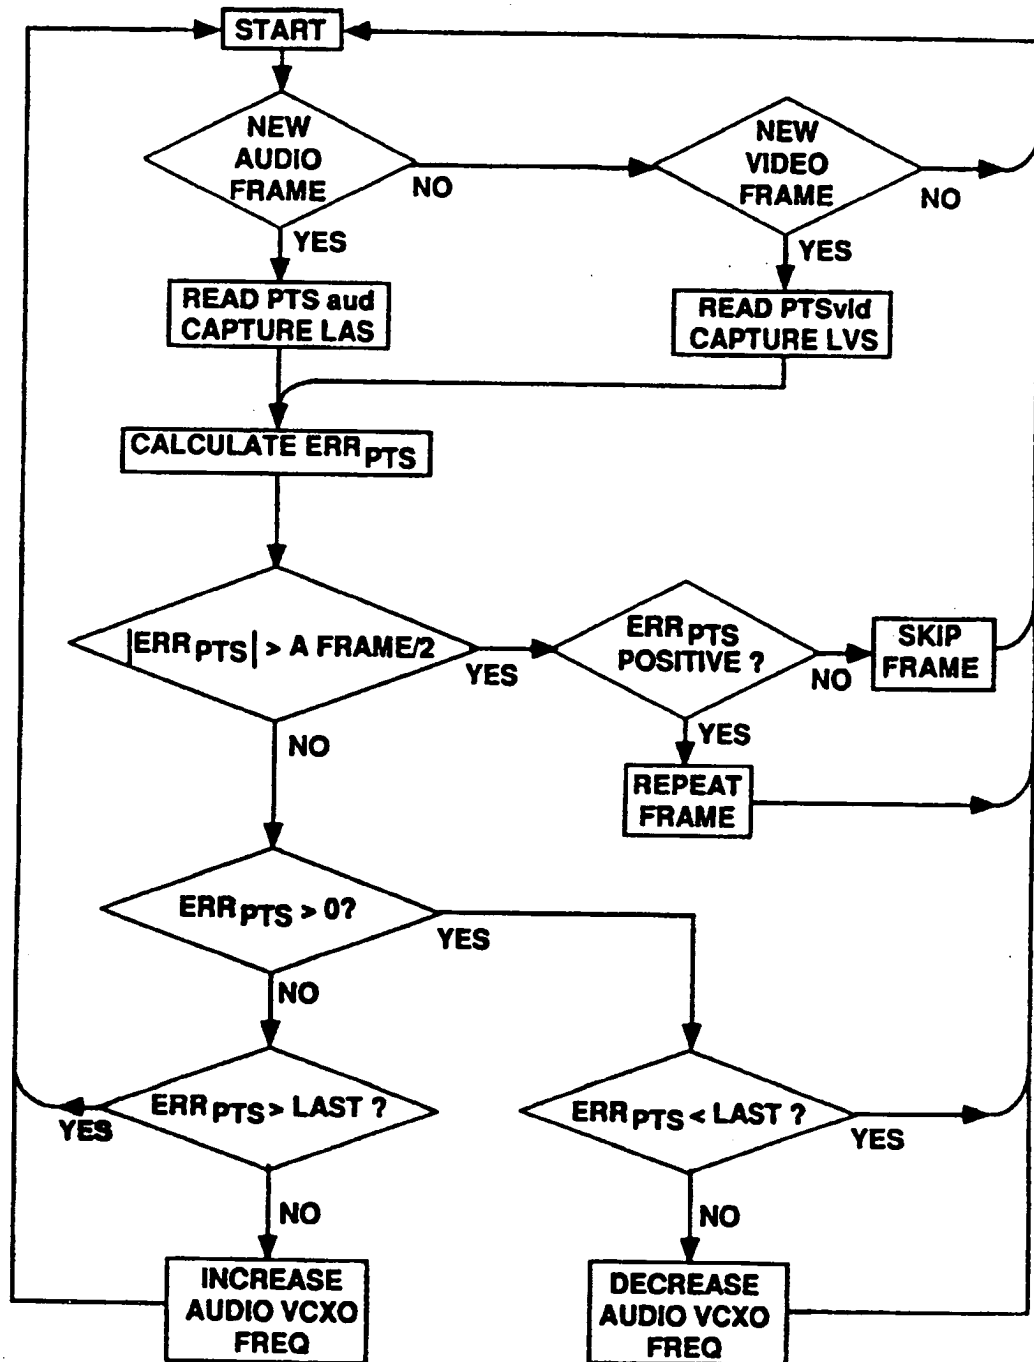 START
NEW
AUDIO
FRAME
NO
NEW
VIDEO
FRAME
NO
YES
YES
READ PTS aud
CAPTURE LAS
READ PTSvid
CAPTURE LVS
CALCULATE ERR PTS
|ERR PTS| > A FRAME/2
YES
ERR PTS
POSITIVE ?
NO
SKIP
FRAME
NO
YES
REPEAT
FRAME
ERR PTS > 0?
YES
NO
ERR PTS > LAST ?
YES
ERR PTS < LAST ?
YES
NO
NO
INCREASE
AUDIO VCXO
FREQ
DECREASE
AUDIO VCXO
FREQ